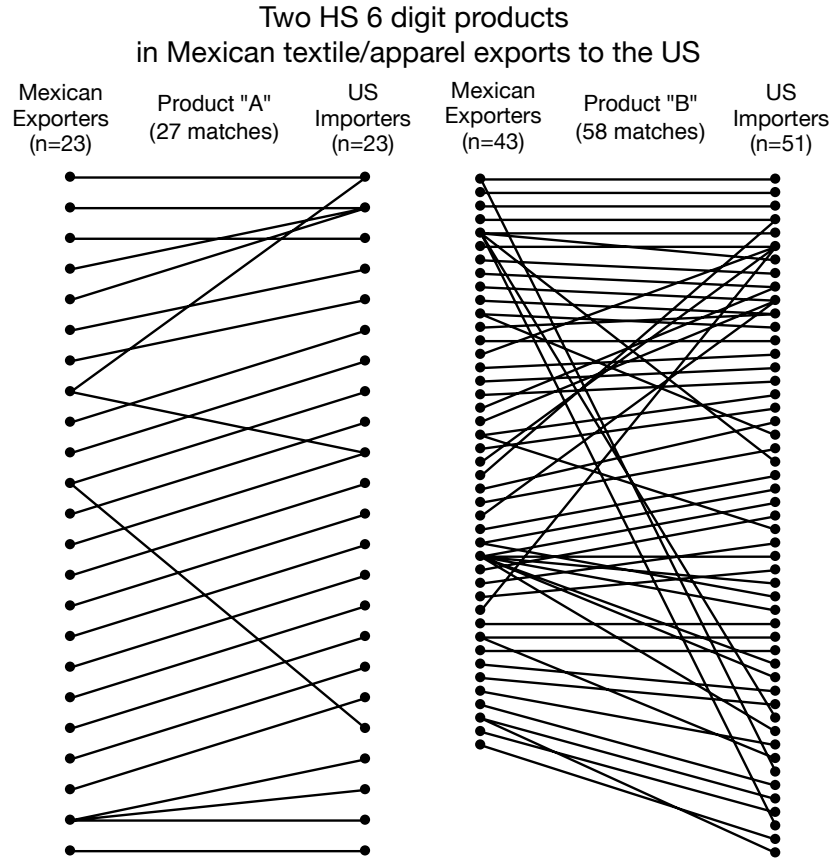 Two HS 6 digit products
in Mexican textile/apparel exports to the US
Mexican
Exporters
(n=23)
Product "A"
(27 matches)
US
Importers
(n=23)
Mexican
Exporters
(n=43)
Product "B"
(58 matches)
US
Importers
(n=51)